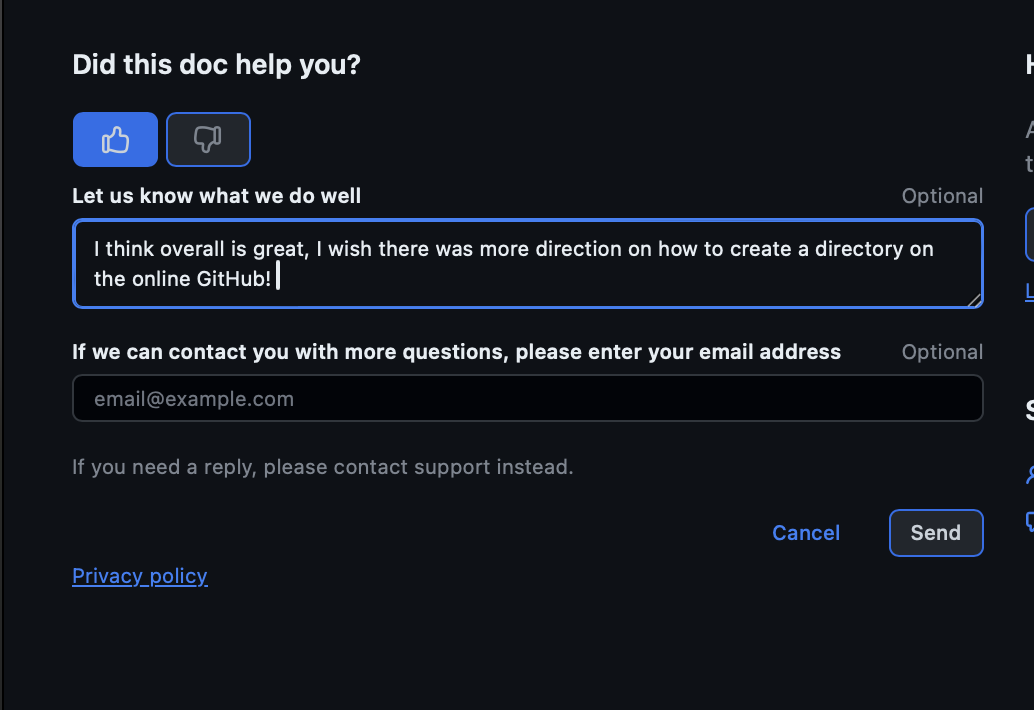 Did this doc help you?
Let us know what we do well
Optional
I think overall is great, I wish there was more direction on how to create a directory on
the online GitHub!
If we can contact you with more questions, please enter your email address
Optional
email@example.com
If you need a reply, please contact support instead.
Cancel
Send
Privacy policy